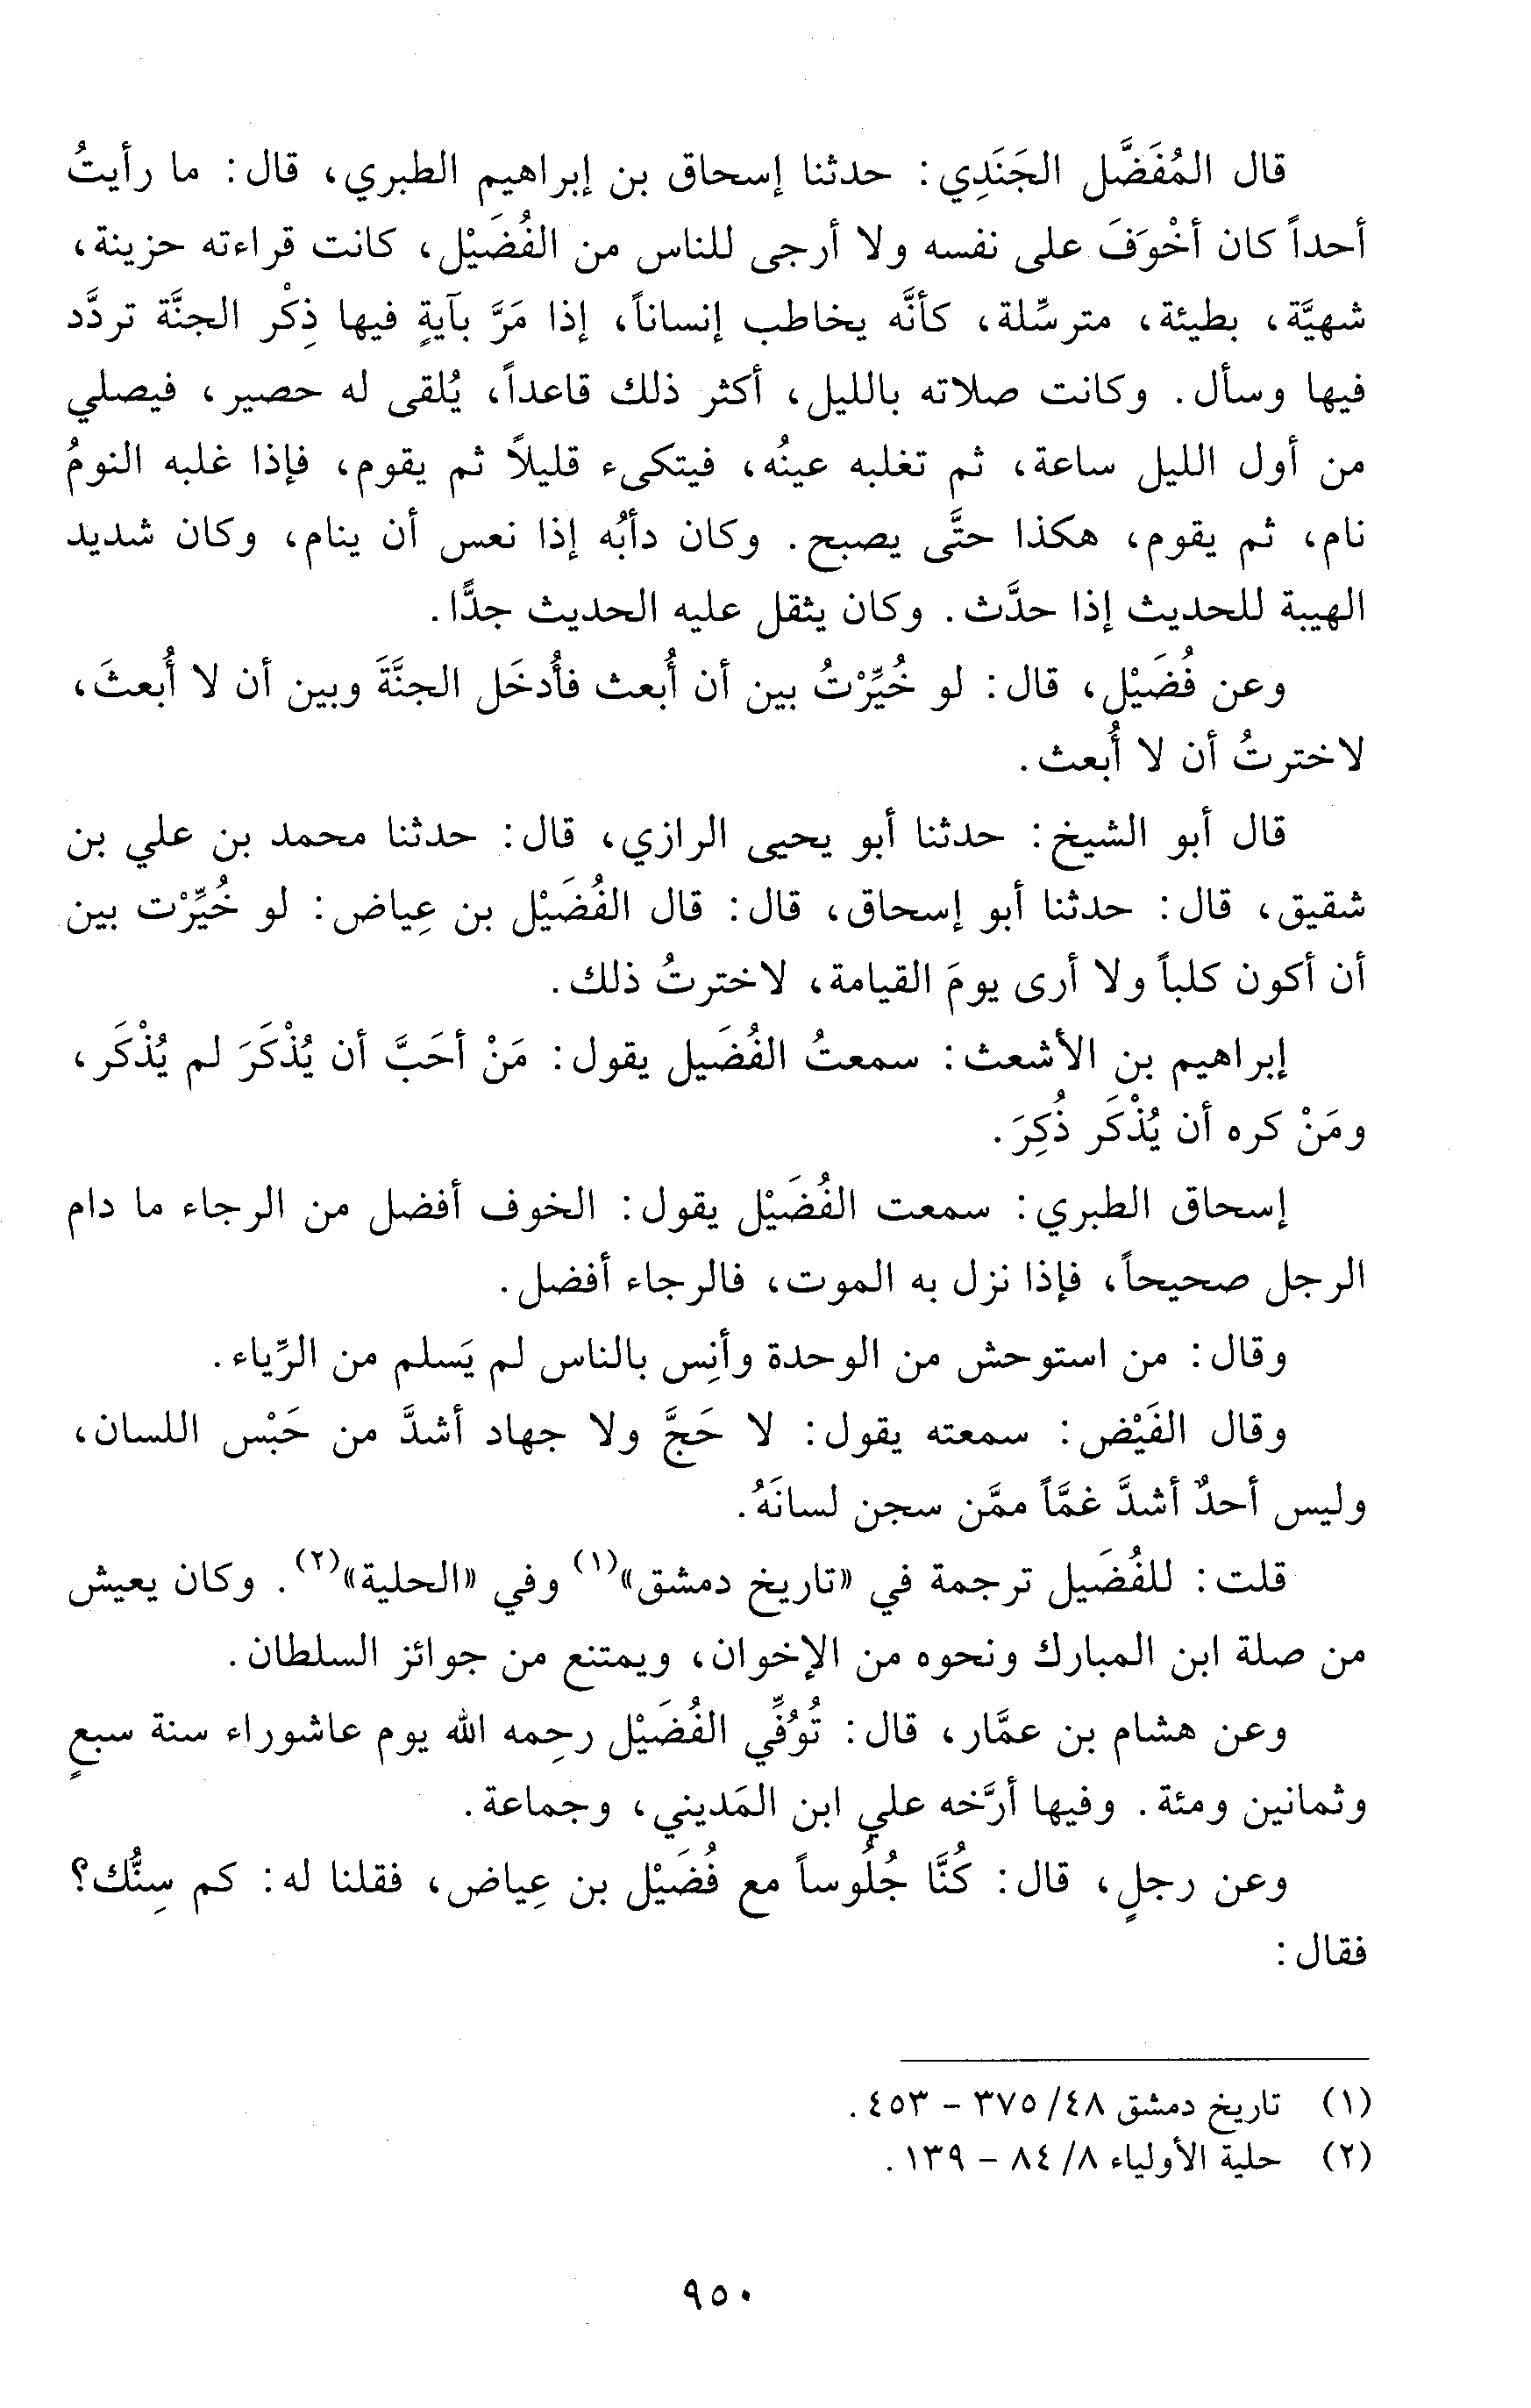 قال المُفَضَّل الجَنَدِي: حدثنا إسحاق بن إبراهيم الطبري، قال: ما رأيتُ
أحداً كان أخْوَفَ على نفسه ولا أرجى للناس من الفُضَيْل، كانت قراءته حزينة،
شهيَّة، بطيئة، مترسِّلة، كأنَّه يخاطب إنساناً، إذا مَرَّ بآيةٍ فيها ذِكْر الجنَّة تردَّد
فيها وسأل. وكانت صلاته بالليل، أكثر ذلك قاعداً، يُلقى له حصير، فيصلي
من أول الليل ساعة، ثم تغلبه عينُه، فيتكىء قليلاً ثم يقوم، فإذا غلبه النومُ
نام، ثم يقوم، هكذا حتَّى يصبح. وكان دأبُه إذا نعس أن ينام، وكان شديد
الهيبة للحديث إذا حدَّث. وكان يثقل عليه الحديث جدًّا.
وعن فُضَيْل، قال: لو خُيِّرْتُ بين أن أُبعث فأُدخَل الجنَّةَ وبين أن لا أُبعثَ،
لاخترتُ أن لا أُبعث.
قال أبو الشيخ: حدثنا أبو يحيى الرازي، قال: حدثنا محمد بن علي بن
شقيق، قال: حدثنا أبو إسحاق، قال: قال الفُضَيْل بن عِياض: لو خُيِّرْت بين
أن أكون كلباً ولا أرى يومَ القيامة، لاخترتُ ذلك.
إبراهيم بن الأشعث: سمعتُ الفُضَيل يقول: مَنْ أحَبَّ أن يُذْكَرَ لم يُذْكَر،
ومَنْ كره أن يُذْكَر ذُكِرَ.
إسحاق الطبري: سمعت الفُضَيْل يقول: الخوف أفضل من الرجاء ما دام
الرجل صحيحاً، فإذا نزل به الموت، فالرجاء أفضل.
وقال: من استوحش من الوحدة وأنِس بالناس لم يَسلم من الرِّياء.
وقال الفَيْض: سمعته يقول: لا حَجَّ ولا جهاد أشدَّ من حَبْس اللسان،
وليس أحدٌ أشدَّ غمَّاً ممَّن سجن لسانَهُ.
قلت: للفُضَيل ترجمة في «تاريخ دمشق»(١) وفي «الحلية»(٢). وكان يعيش
من صلة ابن المبارك ونحوه من الإخوان، ويمتنع من جوائز السلطان.
وعن هشام بن عمَّار، قال: تُوُفِّي الفُضَيْل رحِمه الله يوم عاشوراء سنة سبعٍ
وثمانين ومئة. وفيها أرَّخه علي ابن المَديني، وجماعة.
وعن رجلٍ، قال: كُنَّا جُلُوساً مع فُضَيْل بن عِياض، فقلنا له: كم سِنُّك؟
فقال:
(١) تاريخ دمشق ٤٨/ ٣٧٥ - ٤٥٣.
(٢) حلية الأولياء ٨/ ٨٤ - ١٣٩.
٩٥٠